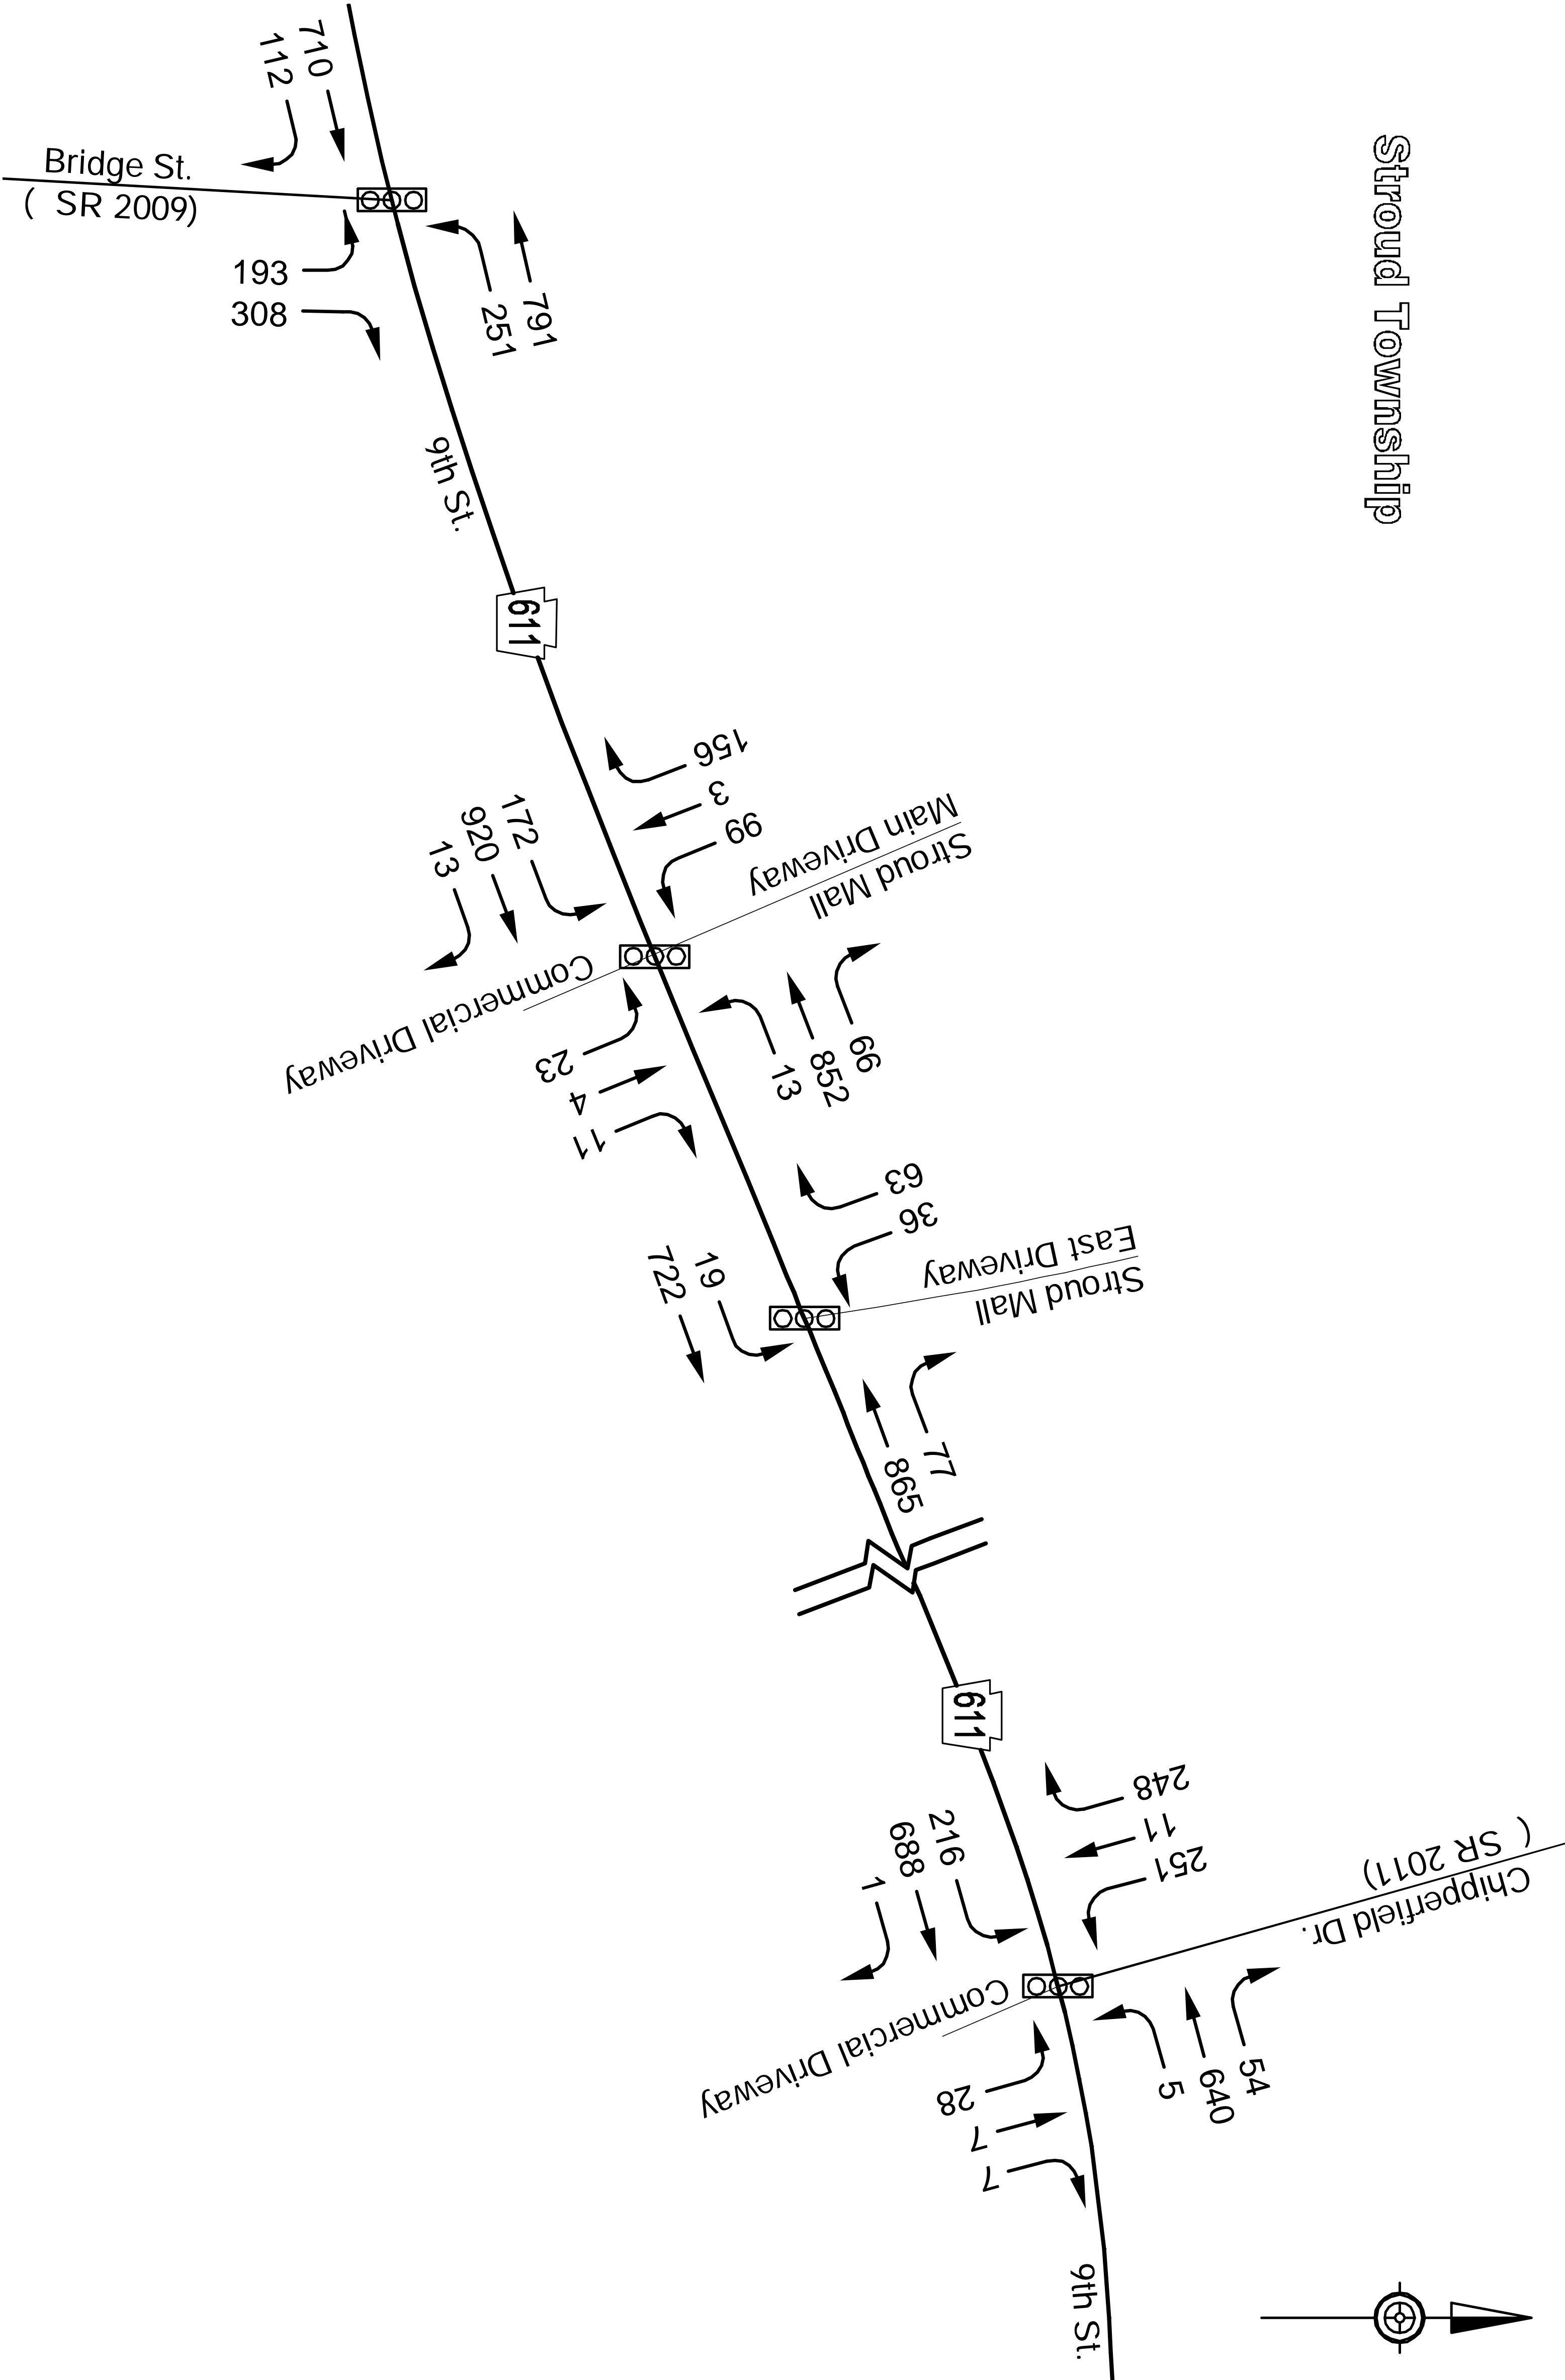 Stroud Township
710
112
Bridge St.
( SR 2009)
193
308
251
791
9th St.
611
156
3
99
172
920
13
Main Driveway
Stroud Mall
Commercial Driveway
23
4
11
13
852
66
63
36
722
19
East Driveway
Stroud Mall
865
77
611
248
11
251
216
688
1
( SR 2011)
Chipperfield Dr.
Commercial Driveway
28
7
7
5
640
54
9th St.